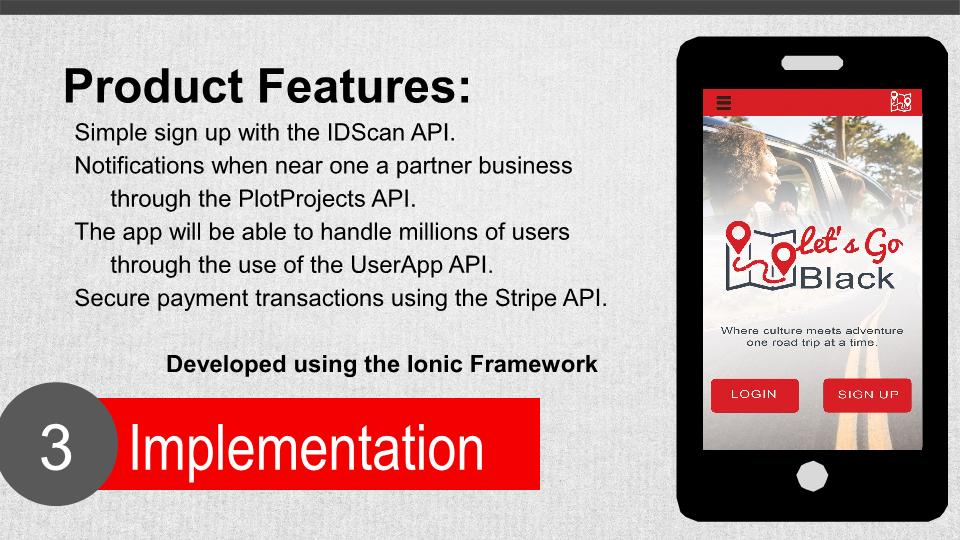 Product Features:
Simple sign up with the IDScan API.
Notifications when near one a partner business
through the PlotProjects API.
The app will be able to handle millions of users
through the use of the UserApp API.
Secure payment transactions using the Stripe API.
Developed using the Ionic Framework
3 Implementation
Let's Go
Black
Where culture meets adventure
one road trip at a time.
LOGIN SIGN UP